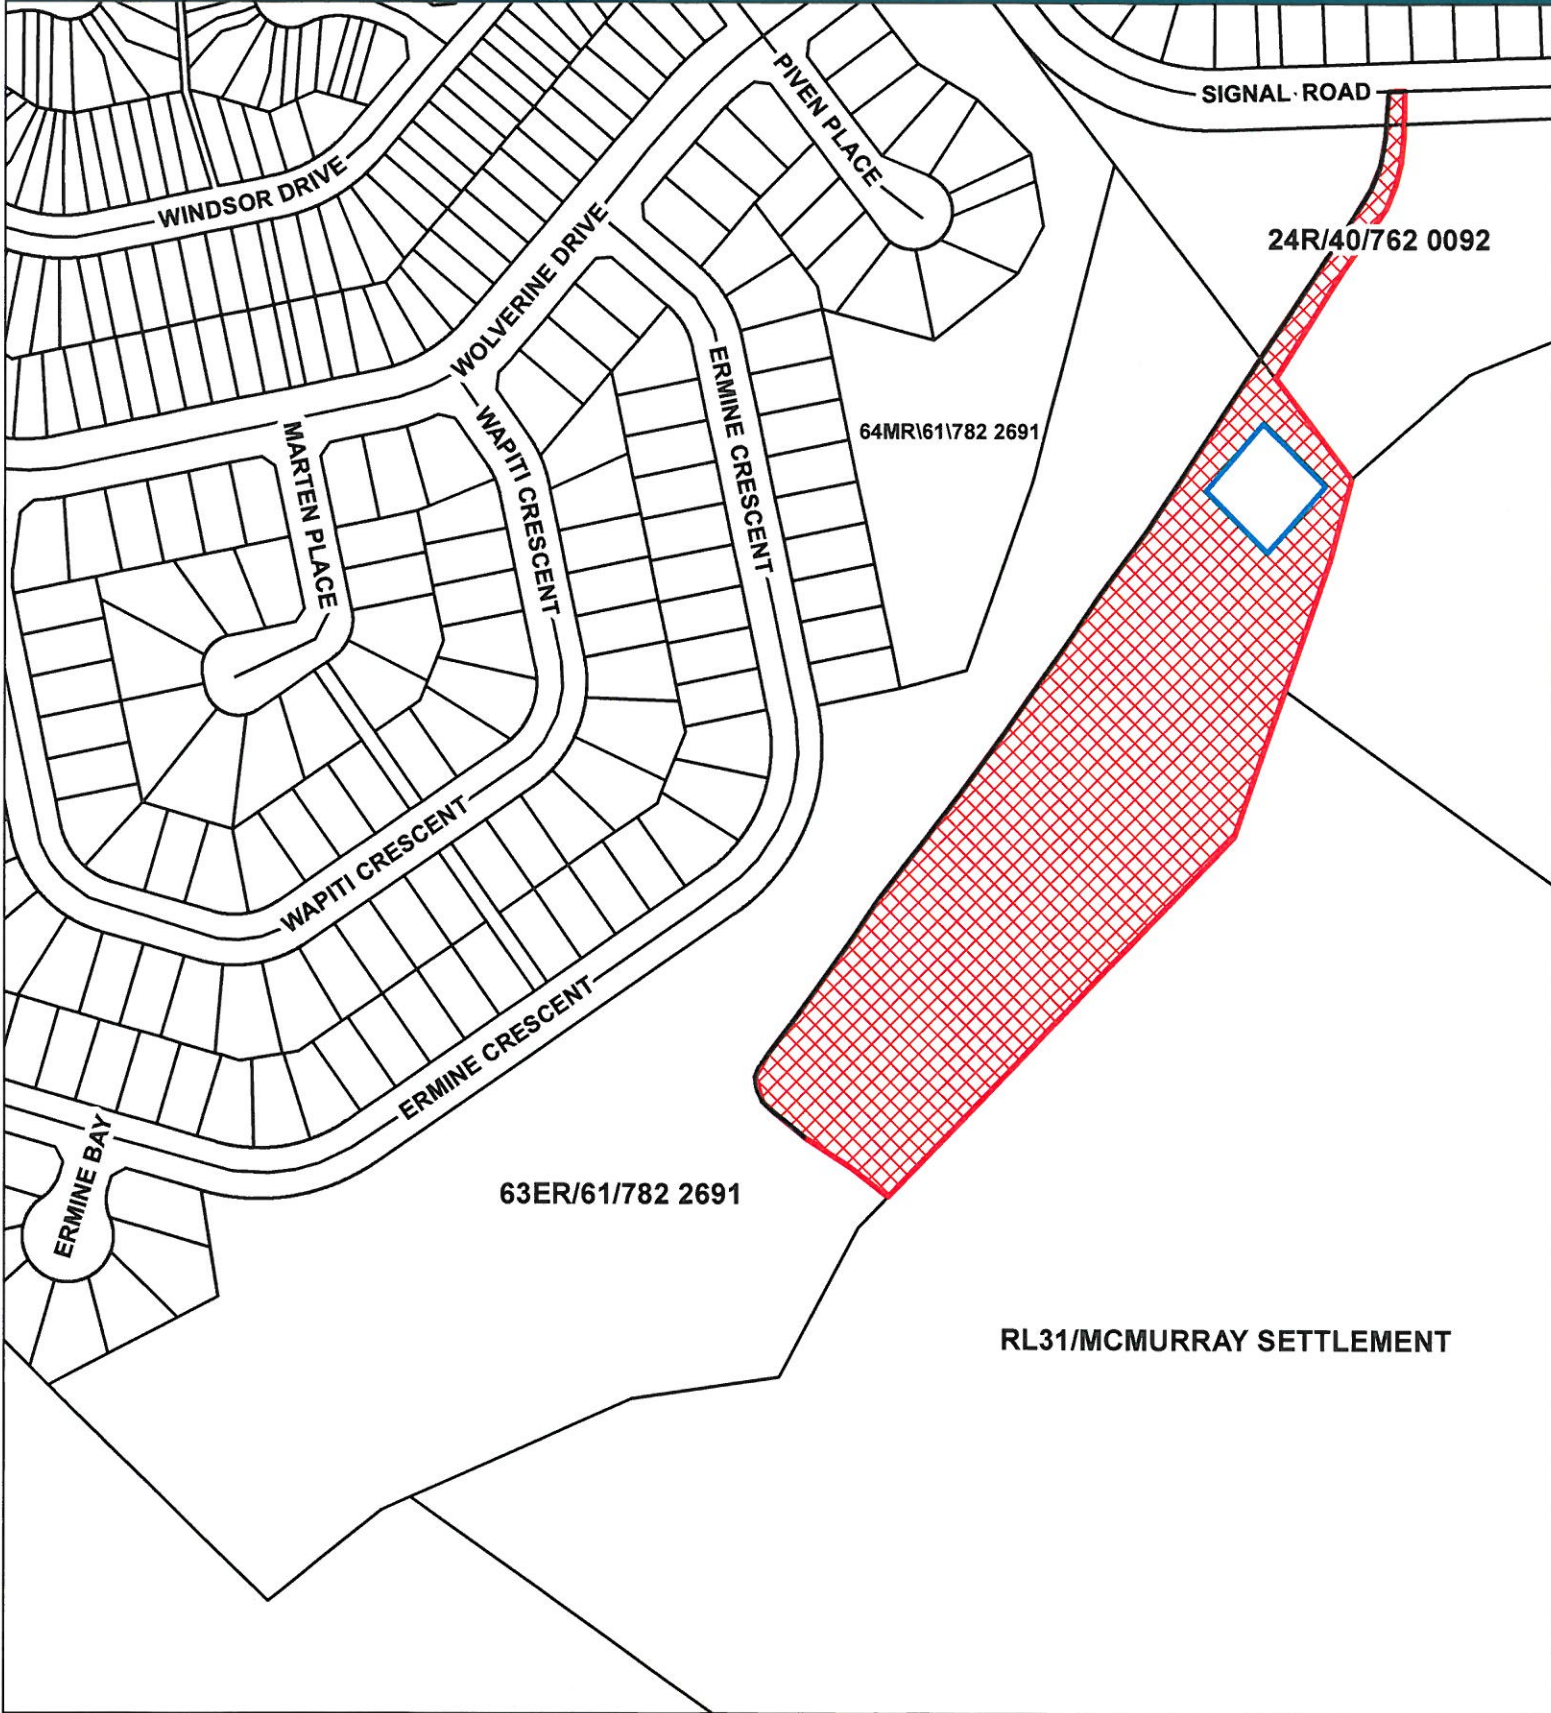 PIVEN PLACE
SIGNAL ROAD
WINDSOR DRIVE
24R/40/762 0092
WOLVERINE DRIVE
ERMINE CRESCENT
64MR\61\782 2691
WAPITI CRESCENT
MARTEN PLACE
WAPITI CRESCENT
ERMINE CRESCENT
ERMINE BAY
63ER/61/782 2691
RL31/MCMURRAY SETTLEMENT